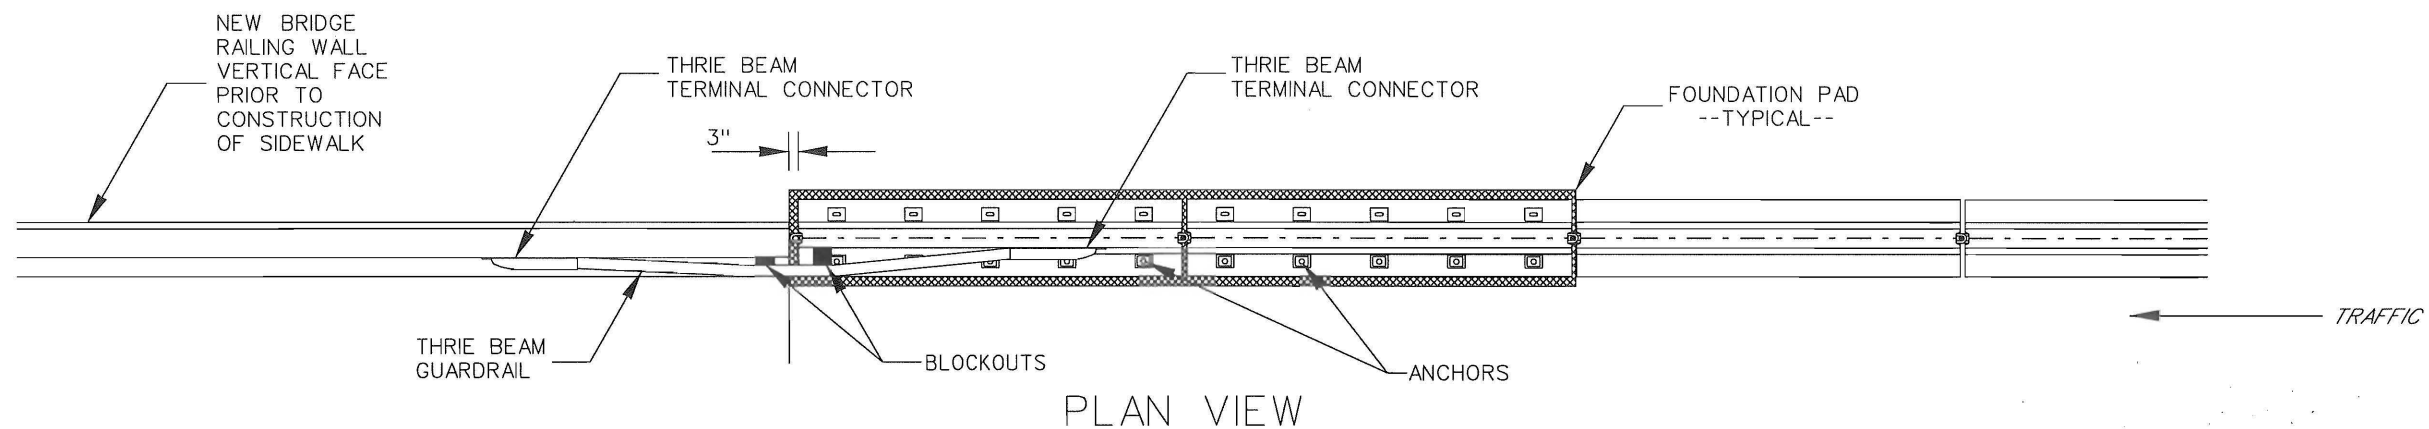 NEW BRIDGE
RAILING WALL
VERTICAL FACE
PRIOR TO
CONSTRUCTION
OF SIDEWALK
THRIE BEAM
TERMINAL CONNECTOR
3"
THRIE BEAM
TERMINAL CONNECTOR
FOUNDATION PAD
--TYPICAL--
TRAFFIC
THRIE BEAM
GUARDRAIL
BLOCKOUTS
ANCHORS
PLAN VIEW